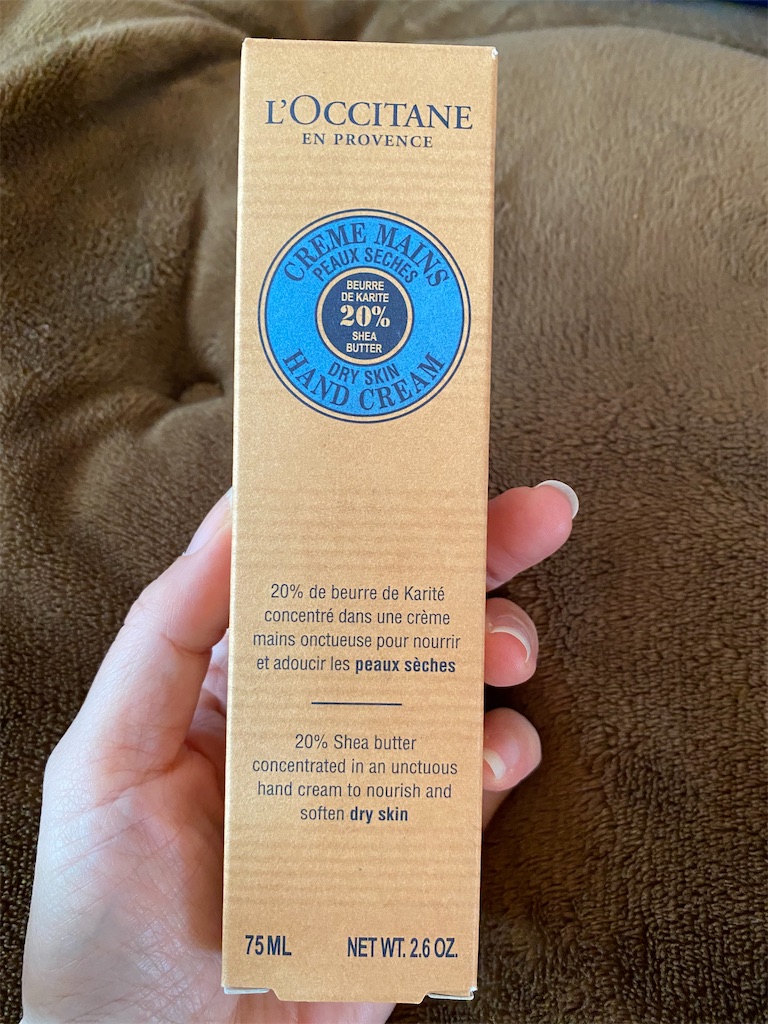 L'OCCITANE
EN PROVENCE
CREME MAINS
PEAUX SECHES
BEURRE
DE KARITE
20%
SHEA
BUTTER
DRY SKIN
HAND CREAM
20% de beurre de Karité
concentré dans une crème
mains onctueuse pour nourrir
et adoucir les peaux sèches
20% Shea butter
concentrated in an unctuous
hand cream to nourish and
soften dry skin
75 ML NET WT. 2.6 OZ.